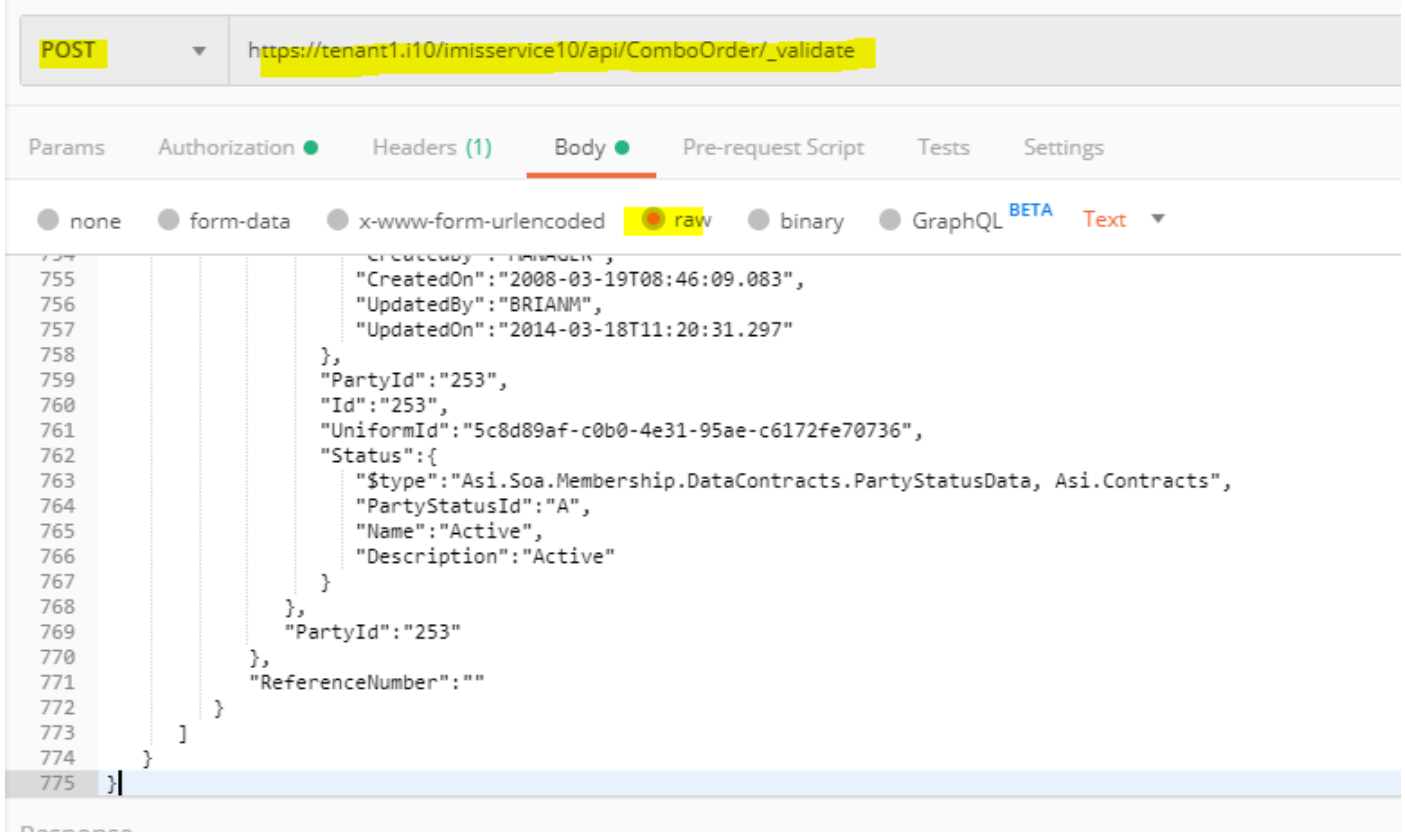 POST https://tenant1.i10/imisservice10/api/ComboOrder/_validate
Params Authorization Headers (1) Body Pre-request Script Tests Settings
none form-data x-www-form-urlencoded raw binary GraphQL BETA Text
754 "CreatedBy":"MANAGER",
755 "CreatedOn":"2008-03-19T08:46:09.083",
756 "UpdatedBy":"BRIANM",
757 "UpdatedOn":"2014-03-18T11:20:31.297"
758 },
759 "PartyId":"253",
760 "Id":"253",
761 "UniformId":"5c8d89af-c0b0-4e31-95ae-c6172fe70736",
762 "Status":{
763 "$type":"Asi.Soa.Membership.DataContracts.PartyStatusData, Asi.Contracts",
764 "PartyStatusId":"A",
765 "Name":"Active",
766 "Description":"Active"
767 }
768 },
769 "PartyId":"253"
770 },
771 "ReferenceNumber":""
772 }
773 ]
774 }
775 }
Response